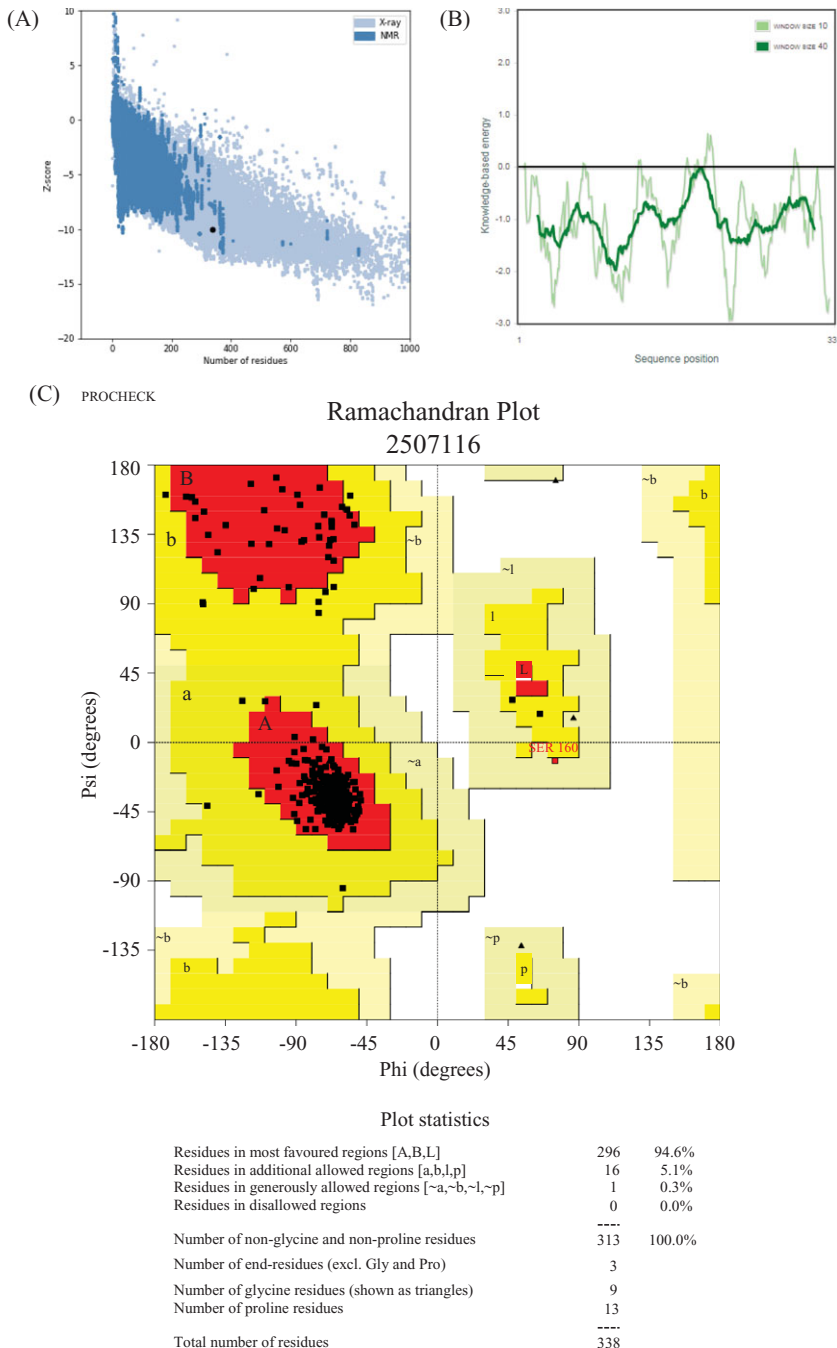 (A)
X-ray
NMR
10
5
0
−5
−10
−15
−20
Z-score
0
200
400
600
800
1000
Number of residues
(B)
WINDOW SIZE 10
WINDOW SIZE 40
3.0
2.0
1.0
0.0
-1.0
-2.0
-3.0
Knowledge-based energy
1
33
Sequence position
(C) PROCHECK
Ramachandran Plot
2507116
180
135
90
45
0
-45
-90
-135
Psi (degrees)
B
b
~b
~b
b
~l
l
L
a
A
~a
SER 160
~b
b
~p
p
~b
-180
-135
-90
-45
0
45
90
135
180
Phi (degrees)
Plot statistics
Residues in most favoured regions [A,B,L] 296 94.6%
Residues in additional allowed regions [a,b,l,p] 16 5.1%
Residues in generously allowed regions [~a,~b,~l,~p] 1 0.3%
Residues in disallowed regions 0 0.0%
----
Number of non-glycine and non-proline residues 313 100.0%
Number of end-residues (excl. Gly and Pro) 3
Number of glycine residues (shown as triangles) 9
Number of proline residues 13
----
Total number of residues 338